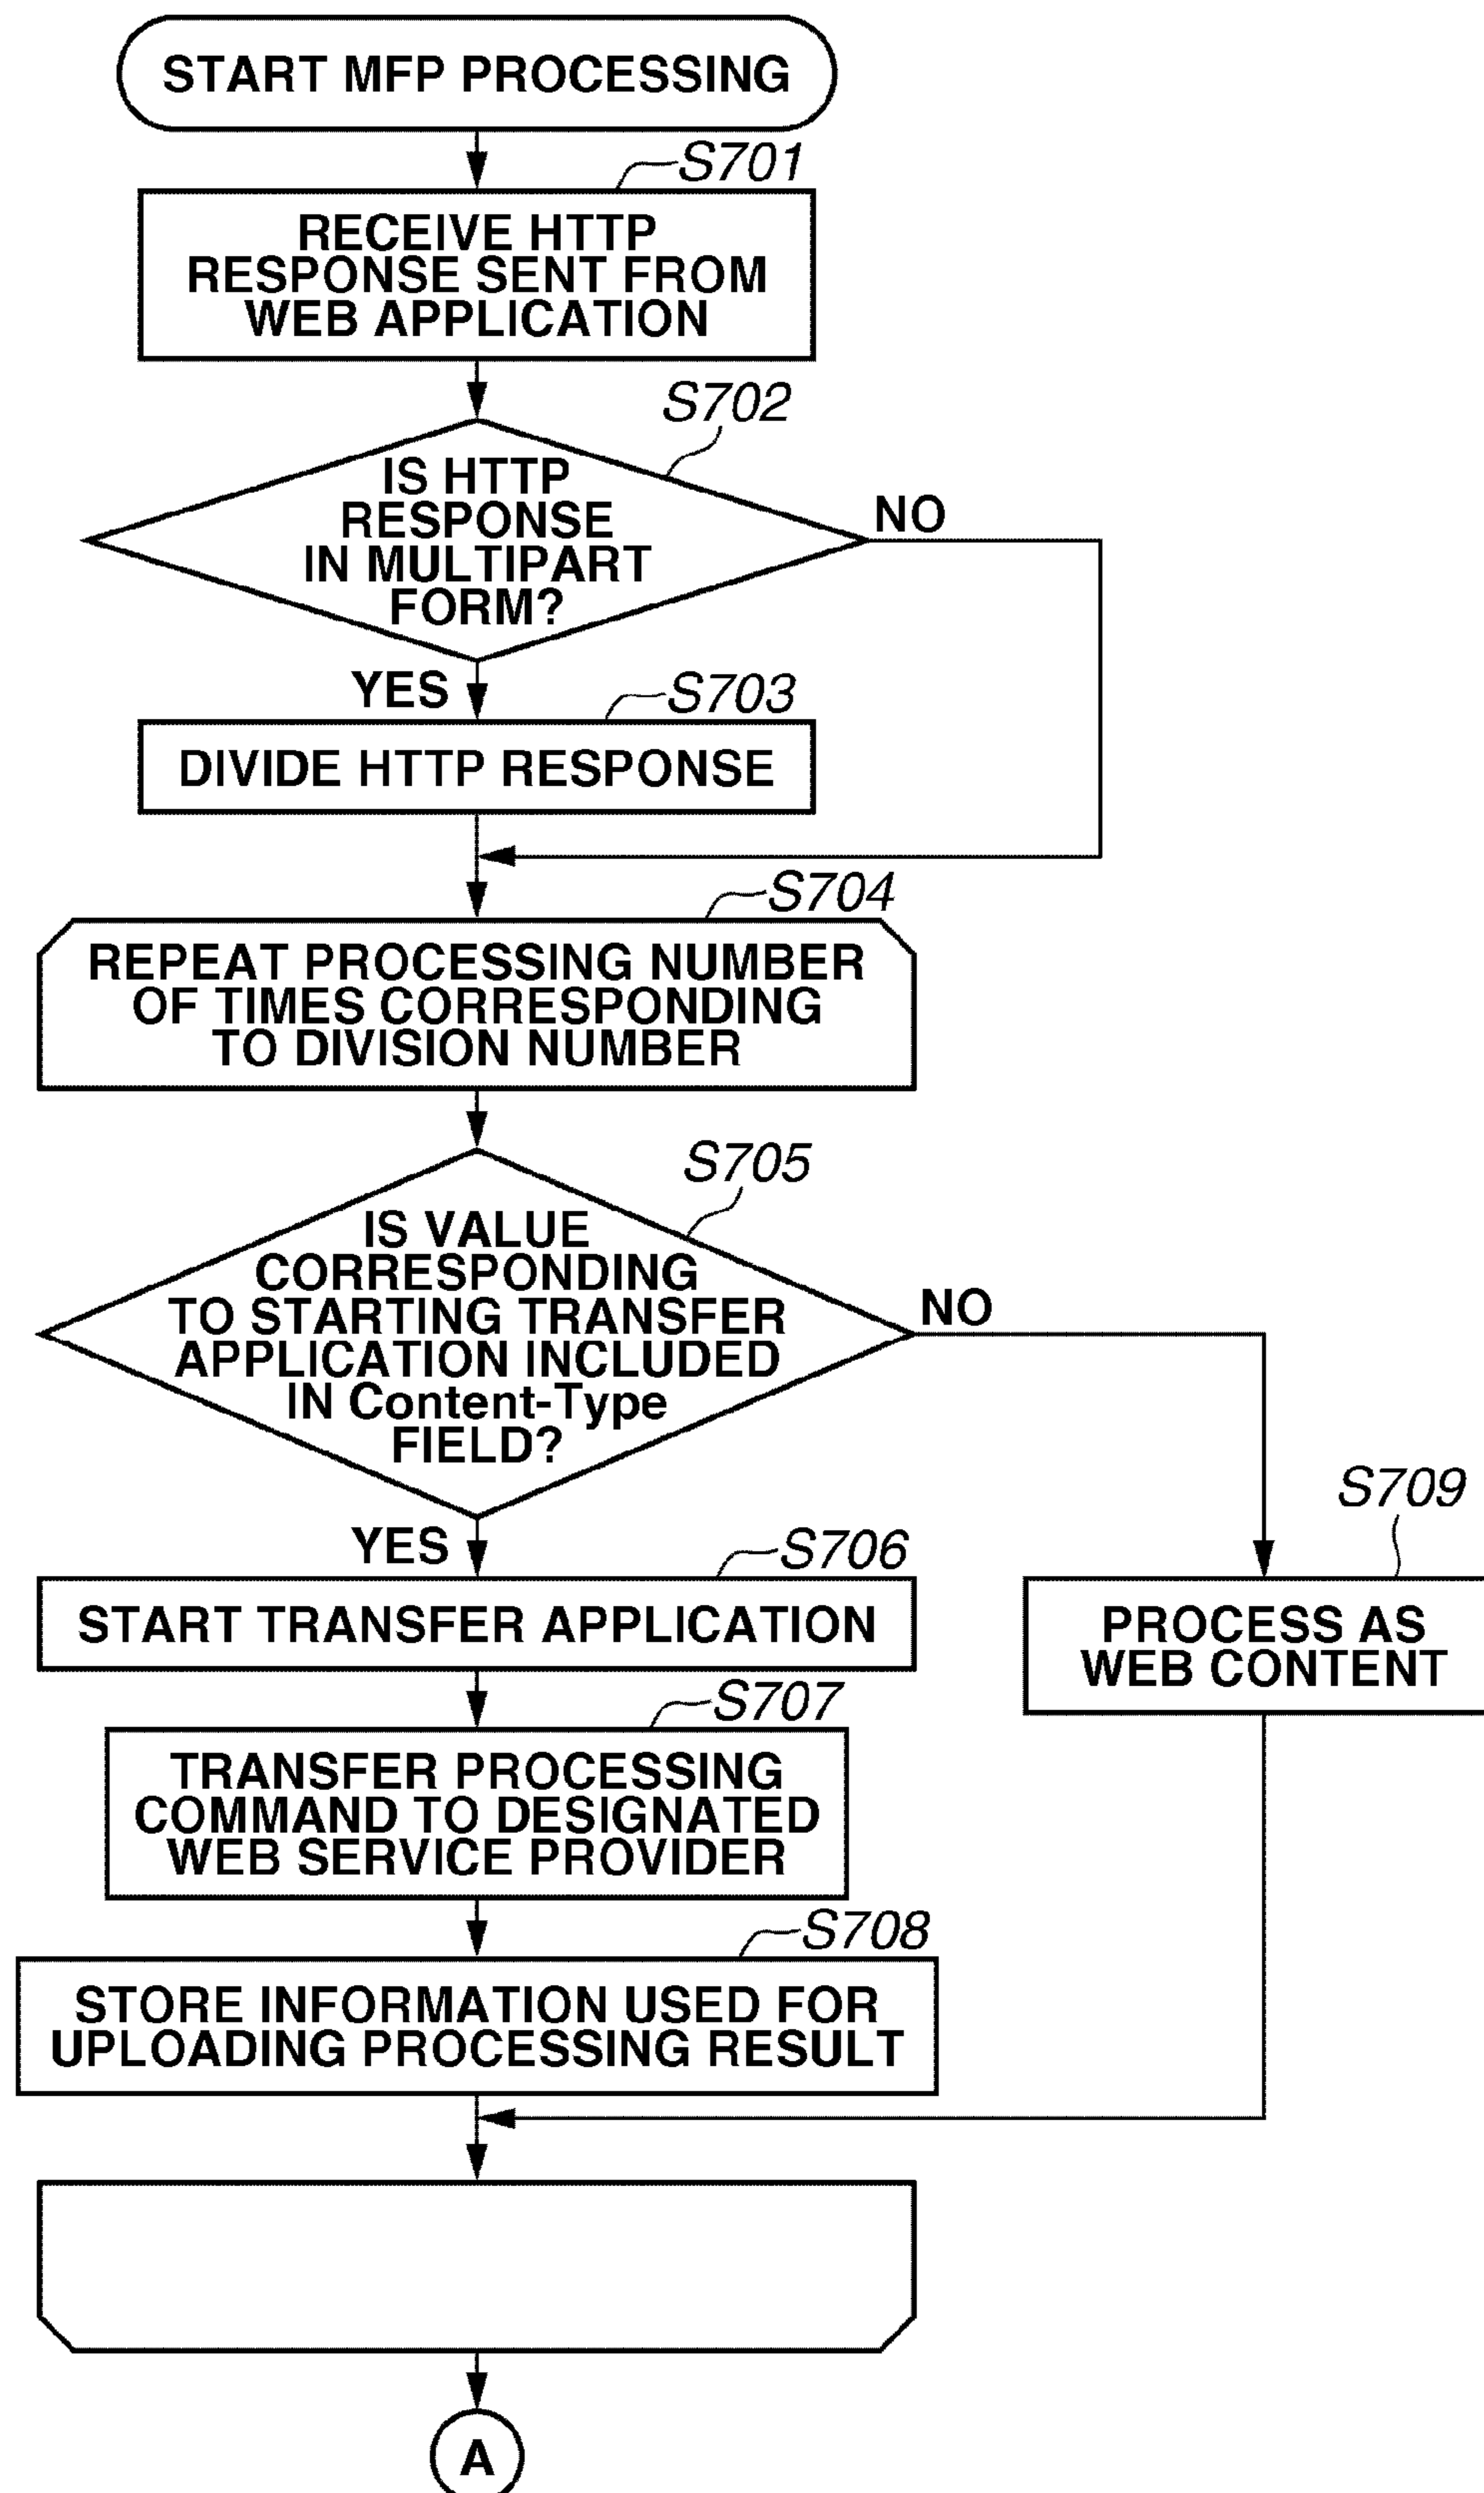 START MFP PROCESSING
S701
RECEIVE HTTP
RESPONSE SENT FROM
WEB APPLICATION
S702
IS HTTP
RESPONSE
IN MULTIPART
FORM?
NO
YES
S703
DIVIDE HTTP RESPONSE
S704
REPEAT PROCESSING NUMBER
OF TIMES CORRESPONDING
TO DIVISION NUMBER
S705
IS VALUE
CORRESPONDING
TO STARTING TRANSFER
APPLICATION INCLUDED
IN Content-Type
FIELD?
NO
YES
S706
START TRANSFER APPLICATION
S709
PROCESS AS
WEB CONTENT
S707
TRANSFER PROCESSING
COMMAND TO DESIGNATED
WEB SERVICE PROVIDER
S708
STORE INFORMATION USED FOR
UPLOADING PROCESSING RESULT
A